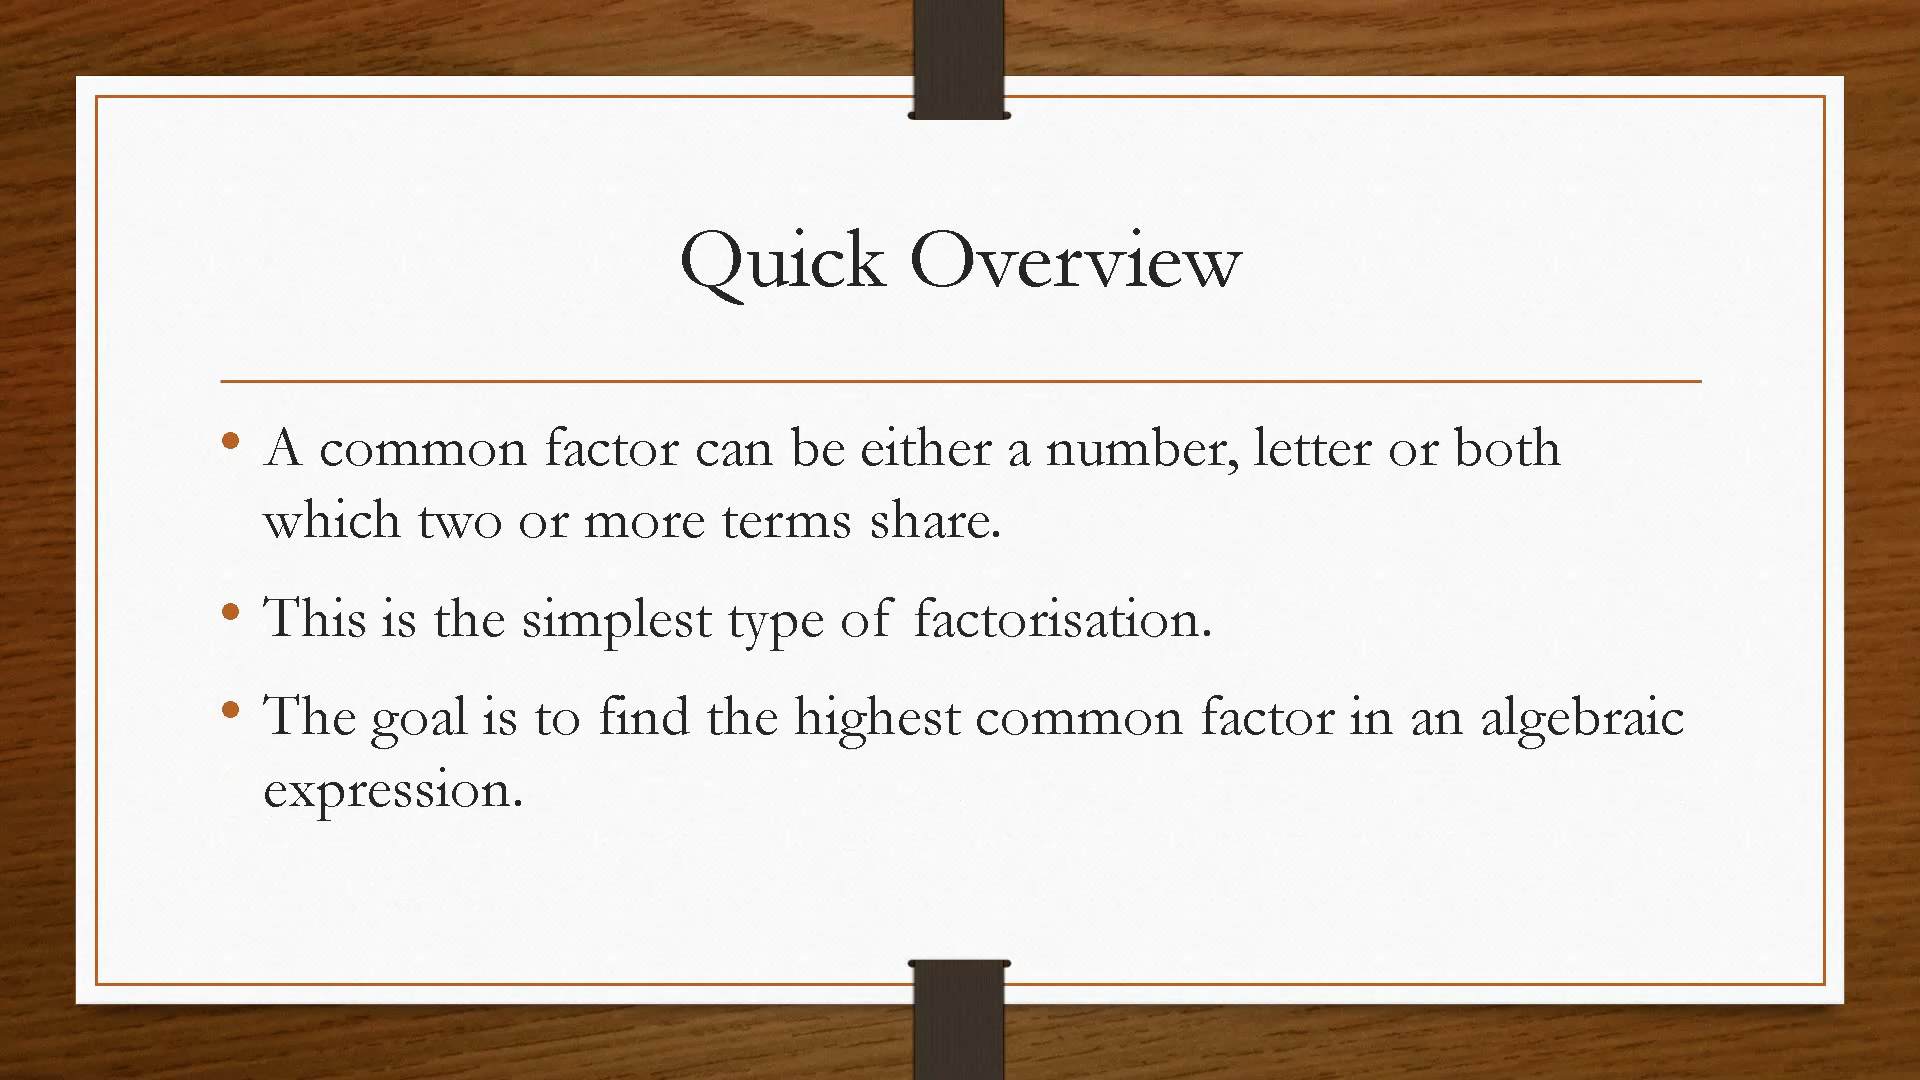 Quick Overview
• A common factor can be either a number, letter or both
which two or more terms share.
• This is the simplest type of factorisation.
• The goal is to find the highest common factor in an algebraic
expression.